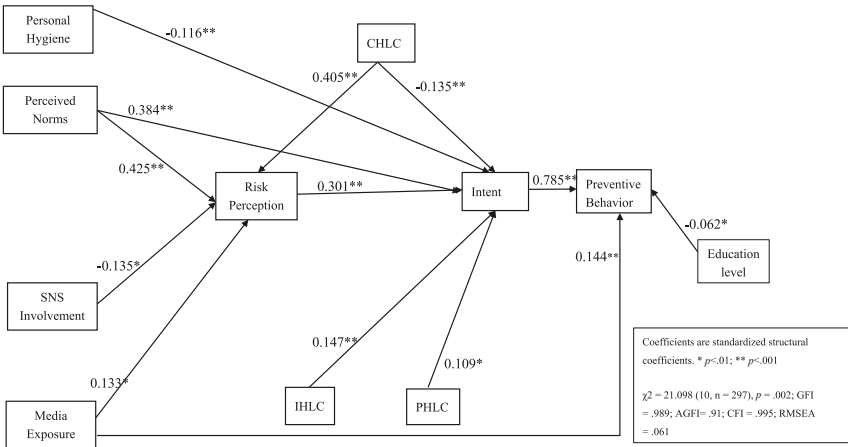 Personal
Hygiene
-0.116**
CHLC
0.405**
-0.135**
Perceived
Norms
0.384**
0.425**
Risk
Perception
0.301**
Intent
0.785**
Preventive
Behavior
-0.062*
Education
level
0.144**
-0.135*
SNS
Involvement
0.147**
0.109*
0.133*
IHLC
PHLC
Media
Exposure
Coefficients are standardized structural
coefficients. * p<.01; ** p<.001
χ2 = 21.098 (10, n = 297), p = .002; GFI
= .989; AGFI= .91; CFI = .995; RMSEA
= .061